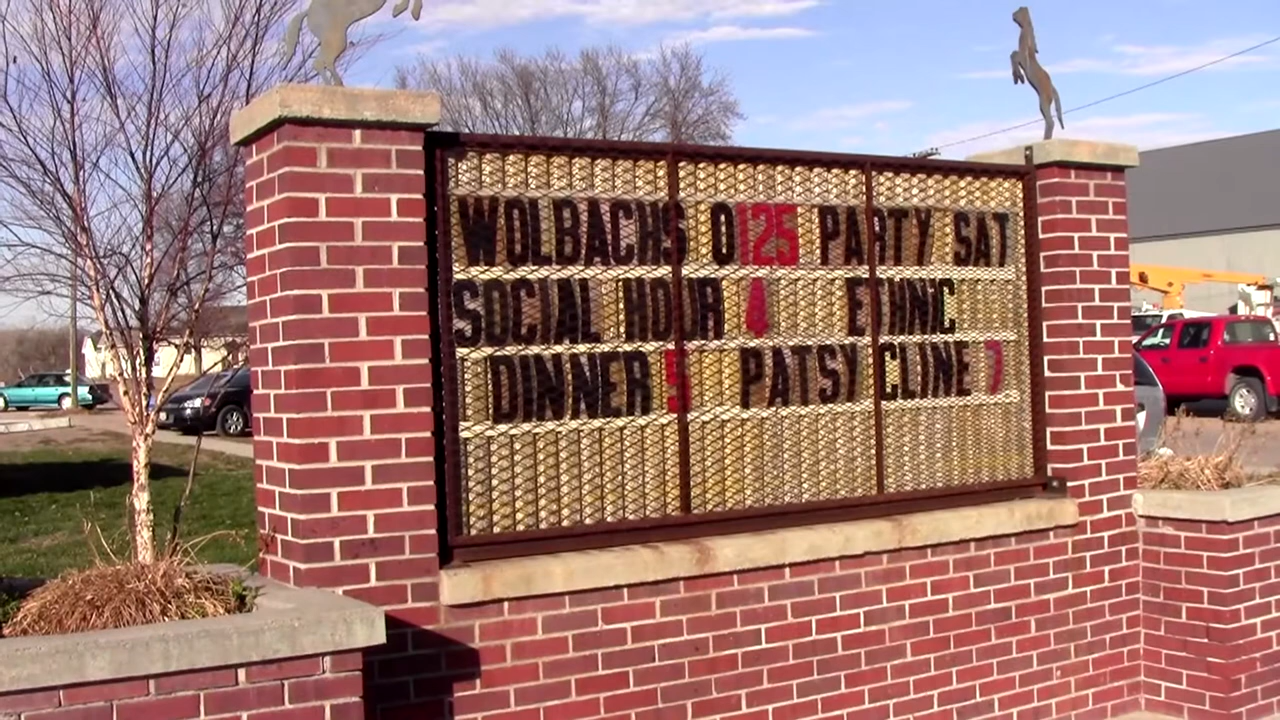 WOLBACHS O125 PARTY SAT
SOCIAL HOUR 4 ETHNIC
DINNER 5 PATSY CLINE 7